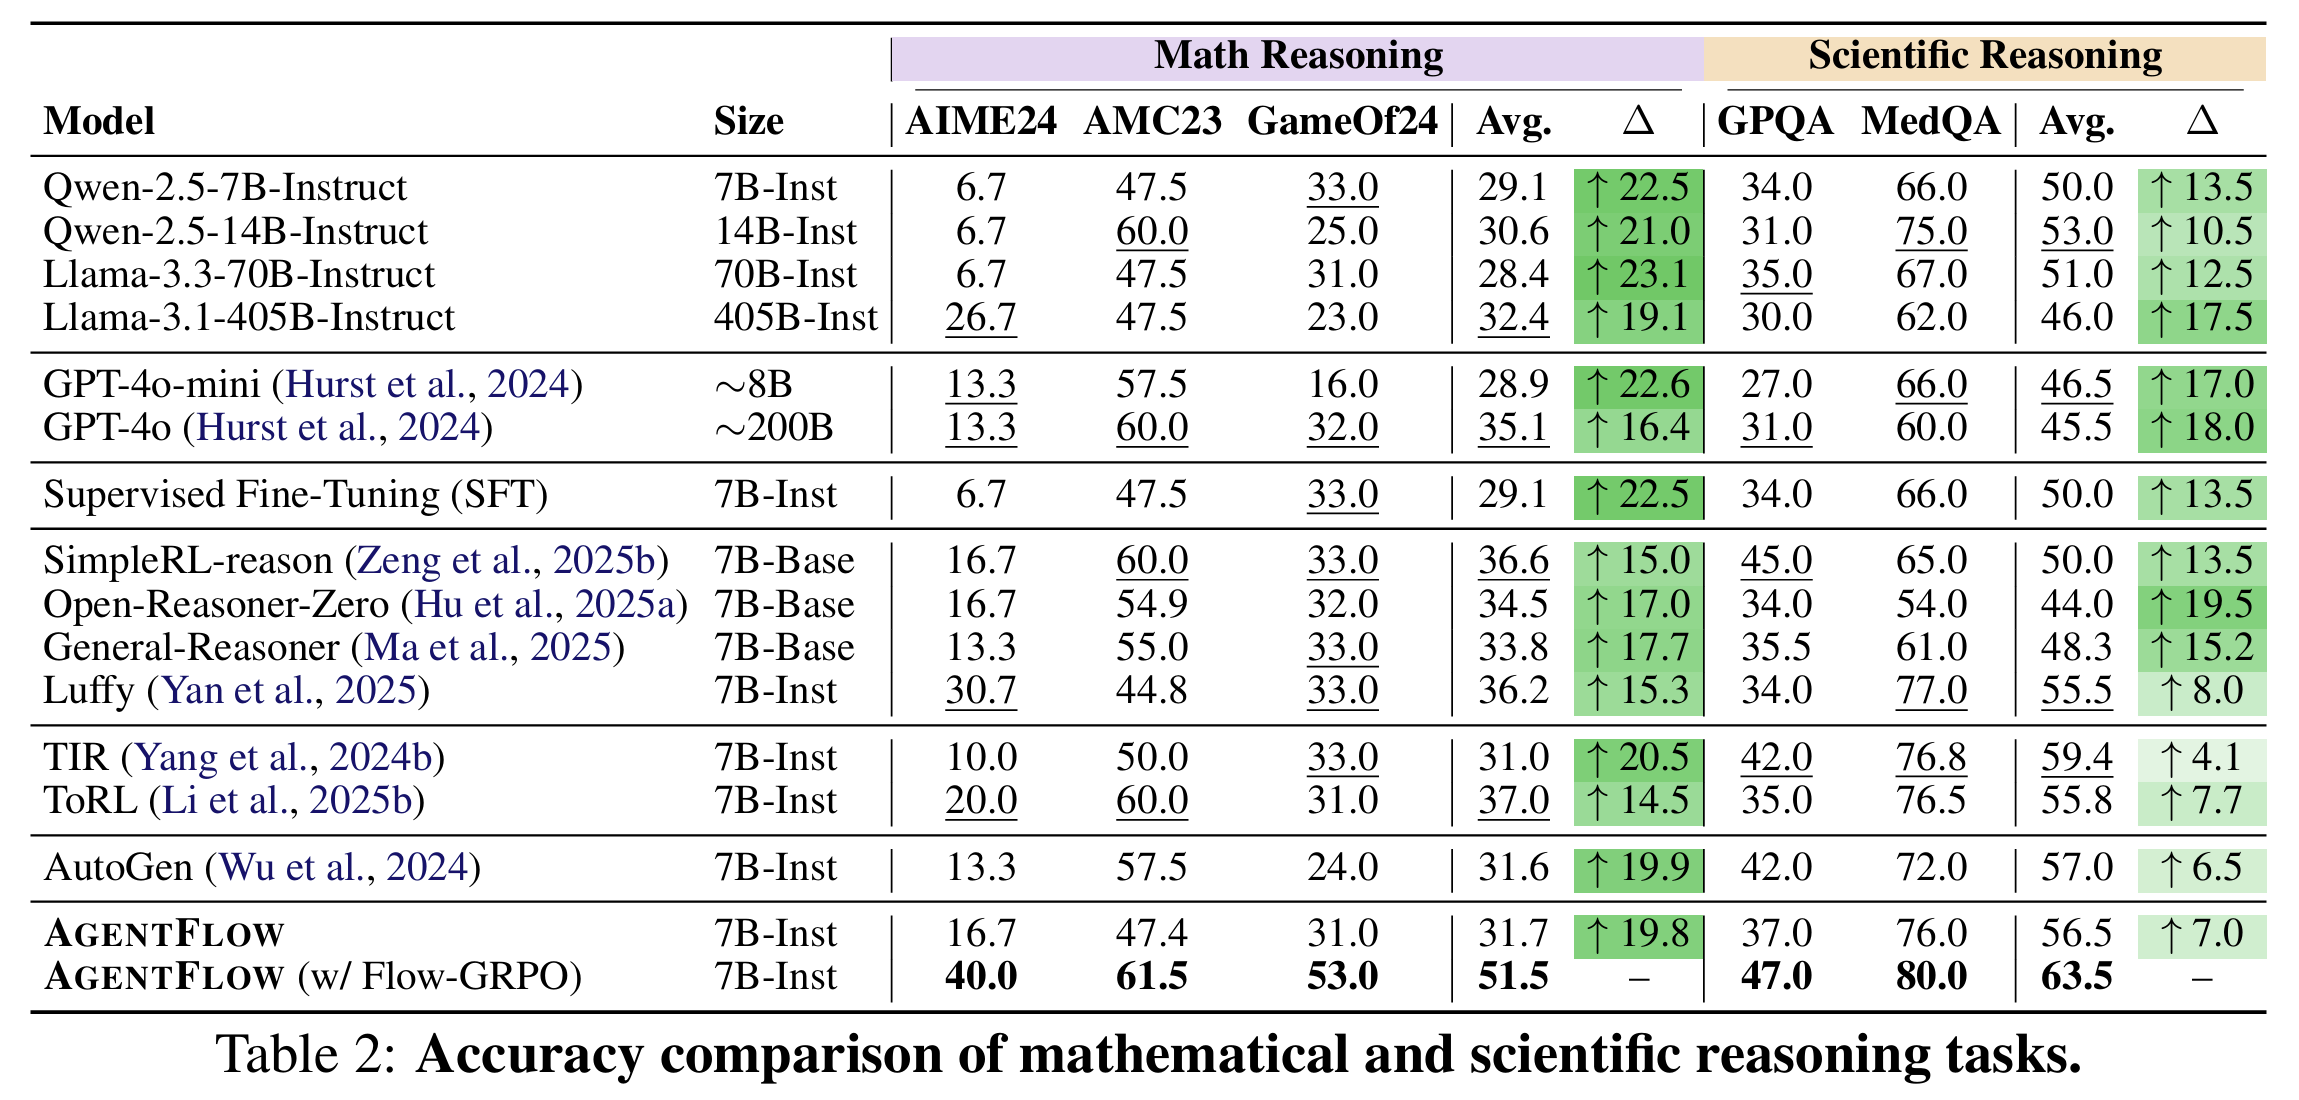 Math Reasoning Scientific Reasoning
Model Size AIME24 AMC23 GameOf24 Avg. Δ GPQA MedQA Avg. Δ
Qwen-2.5-7B-Instruct 7B-Inst 6.7 47.5 33.0 29.1 ↑ 22.5 34.0 66.0 50.0 ↑ 13.5
Qwen-2.5-14B-Instruct 14B-Inst 6.7 60.0 25.0 30.6 ↑ 21.0 31.0 75.0 53.0 ↑ 10.5
Llama-3.3-70B-Instruct 70B-Inst 6.7 47.5 31.0 28.4 ↑ 23.1 35.0 67.0 51.0 ↑ 12.5
Llama-3.1-405B-Instruct 405B-Inst 26.7 47.5 23.0 32.4 ↑ 19.1 30.0 62.0 46.0 ↑ 17.5
GPT-4o-mini (Hurst et al., 2024) ~8B 13.3 57.5 16.0 28.9 ↑ 22.6 27.0 66.0 46.5 ↑ 17.0
GPT-4o (Hurst et al., 2024) ~200B 13.3 60.0 32.0 35.1 ↑ 16.4 31.0 60.0 45.5 ↑ 18.0
Supervised Fine-Tuning (SFT) 7B-Inst 6.7 47.5 33.0 29.1 ↑ 22.5 34.0 66.0 50.0 ↑ 13.5
SimpleRL-reason (Zeng et al., 2025b) 7B-Base 16.7 60.0 33.0 36.6 ↑ 15.0 45.0 65.0 50.0 ↑ 13.5
Open-Reasoner-Zero (Hu et al., 2025a) 7B-Base 16.7 54.9 32.0 34.5 ↑ 17.0 34.0 54.0 44.0 ↑ 19.5
General-Reasoner (Ma et al., 2025) 7B-Base 13.3 55.0 33.0 33.8 ↑ 17.7 35.5 61.0 48.3 ↑ 15.2
Luffy (Yan et al., 2025) 7B-Inst 30.7 44.8 33.0 36.2 ↑ 15.3 34.0 77.0 55.5 ↑ 8.0
TIR (Yang et al., 2024b) 7B-Inst 10.0 50.0 33.0 31.0 ↑ 20.5 42.0 76.8 59.4 ↑ 4.1
ToRL (Li et al., 2025b) 7B-Inst 20.0 60.0 31.0 37.0 ↑ 14.5 35.0 76.5 55.8 ↑ 7.7
AutoGen (Wu et al., 2024) 7B-Inst 13.3 57.5 24.0 31.6 ↑ 19.9 42.0 72.0 57.0 ↑ 6.5
AGENTFLOW 7B-Inst 16.7 47.4 31.0 31.7 ↑ 19.8 37.0 76.0 56.5 ↑ 7.0
AGENTFLOW (w/ Flow-GRPO) 7B-Inst 40.0 61.5 53.0 51.5 – 47.0 80.0 63.5 –
Table 2: Accuracy comparison of mathematical and scientific reasoning tasks.